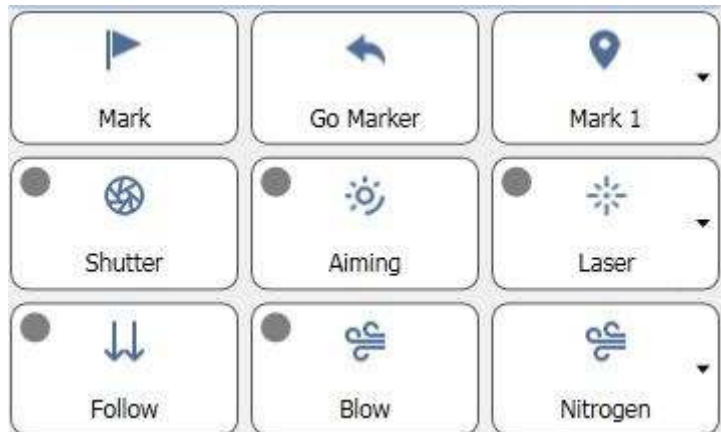 Mark
Go Marker
Mark 1
Shutter
Aiming
Laser
Follow
Blow
Nitrogen